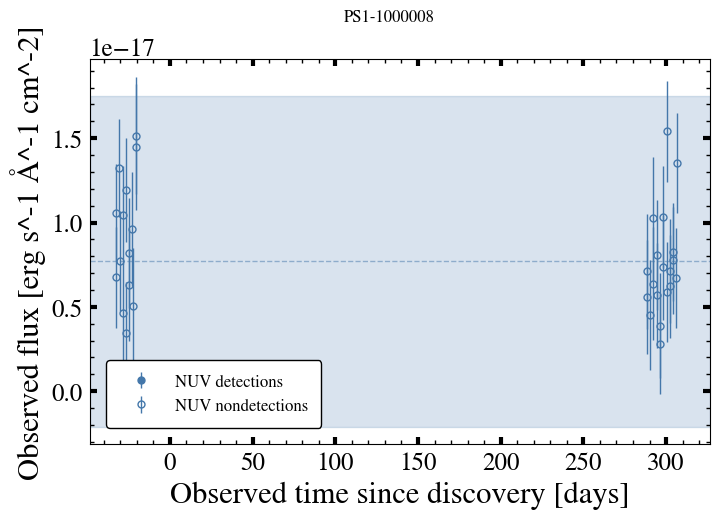 PS1-1000008
1e−17
Observed flux [erg s^-1 Å^-1 cm^-2]
1.5
1.0
0.5
0.0
NUV detections
NUV nondetections
0
50
100
150
200
250
300
Observed time since discovery [days]